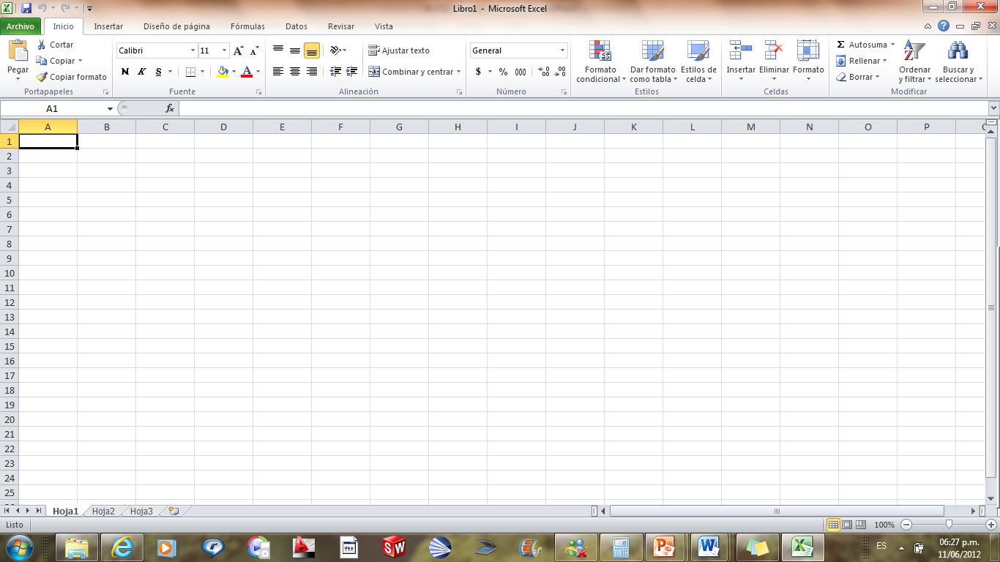 Libro1 - Microsoft Excel
Archivo Inicio Insertar Diseño de página Fórmulas Datos Revisar Vista
Pegar
Cortar
Copiar
Copiar formato
Portapapeles
Calibri 11
N K S
A A
A
Fuente
Ajustar texto
Combinar y centrar
Alineación
General
$ % 000
Número
Formato condicional
Dar formato como tabla
Estilos de celda
Estilos
Insertar Eliminar Formato
Celdas
Σ Autosuma
Rellenar
Borrar
Ordenar y filtrar
Buscar y seleccionar
Modificar
A1 fx
A B C D E F G H I J K L M N O P
1
2
3
4
5
6
7
8
9
10
11
12
13
14
15
16
17
18
19
20
21
22
23
24
25
Hoja1 Hoja2 Hoja3
Listo 100%
SW
ES
06:27 p.m.
11/06/2012